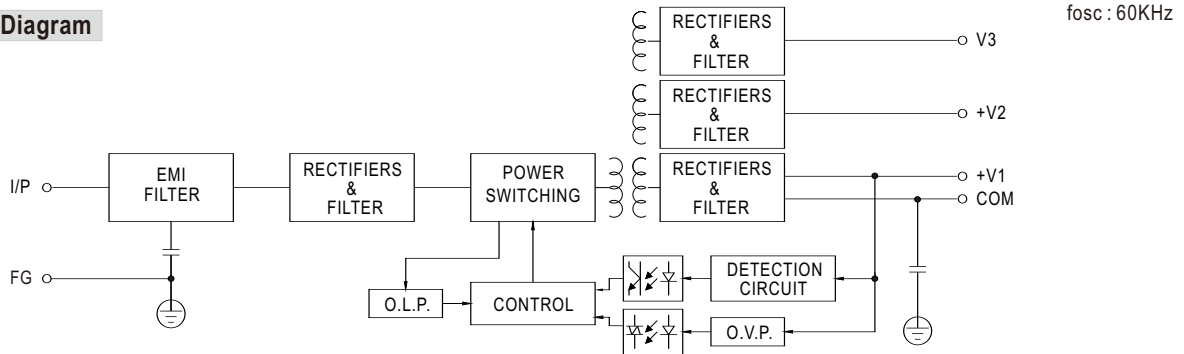 Diagram
fosc : 60KHz
RECTIFIERS
&
FILTER
V3
RECTIFIERS
&
FILTER
+V2
I/P
EMI
FILTER
RECTIFIERS
&
FILTER
POWER
SWITCHING
RECTIFIERS
&
FILTER
+V1
COM
FG
O.L.P.
CONTROL
DETECTION
CIRCUIT
O.V.P.